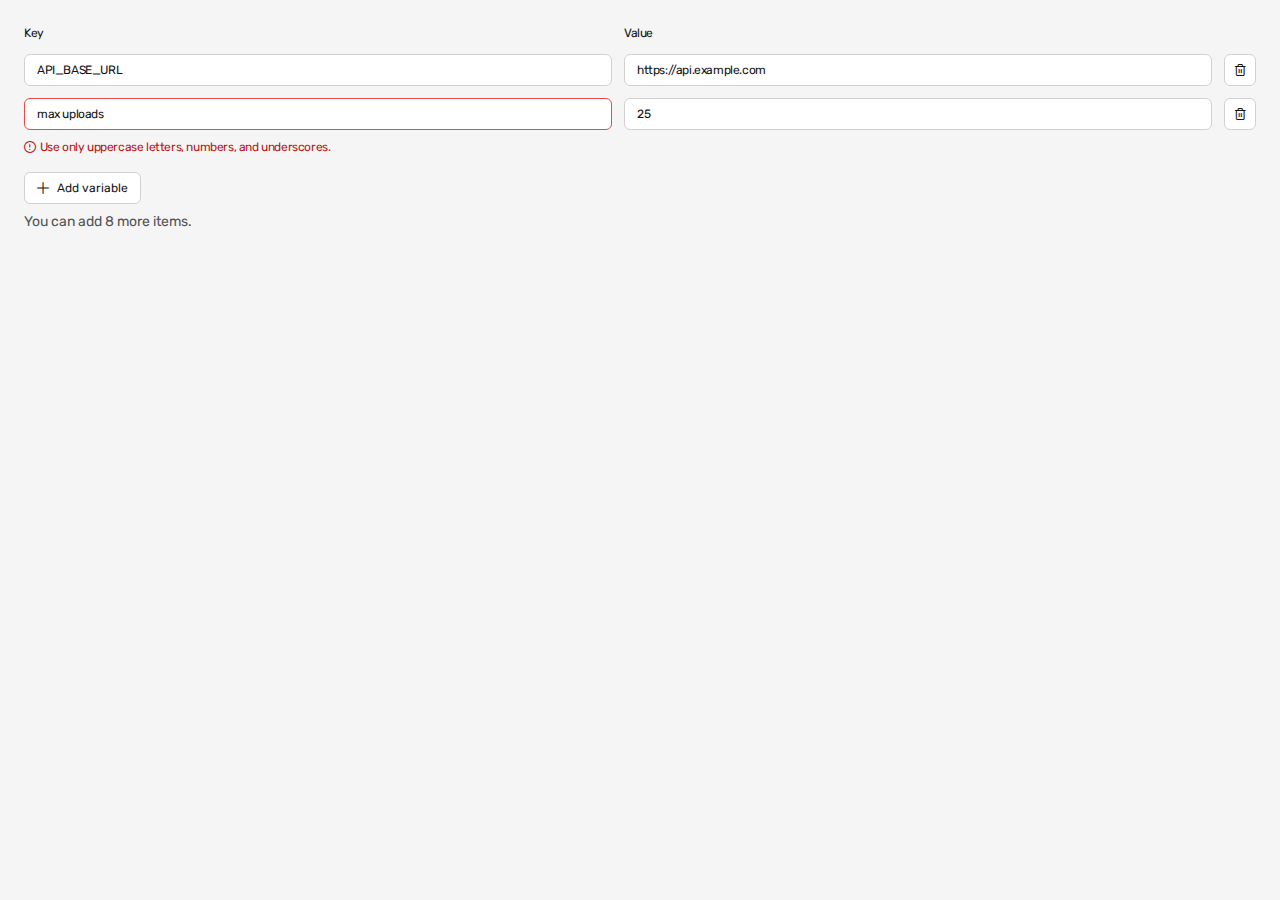 Key Value
API_BASE_URL https://api.example.com
max uploads 25
Use only uppercase letters, numbers, and underscores.
Add variable
You can add 8 more items.